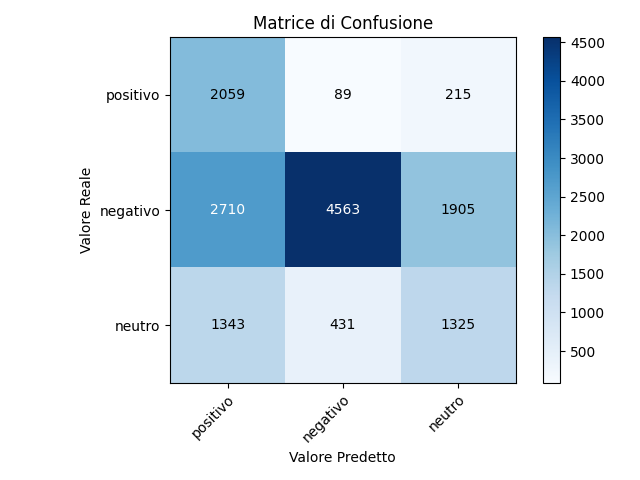 Matrice di Confusione
positivo 2059 89 215
negativo 2710 4563 1905
neutro 1343 431 1325
positivo negativo neutro
Valore Reale
Valore Predetto
4500
4000
3500
3000
2500
2000
1500
1000
500